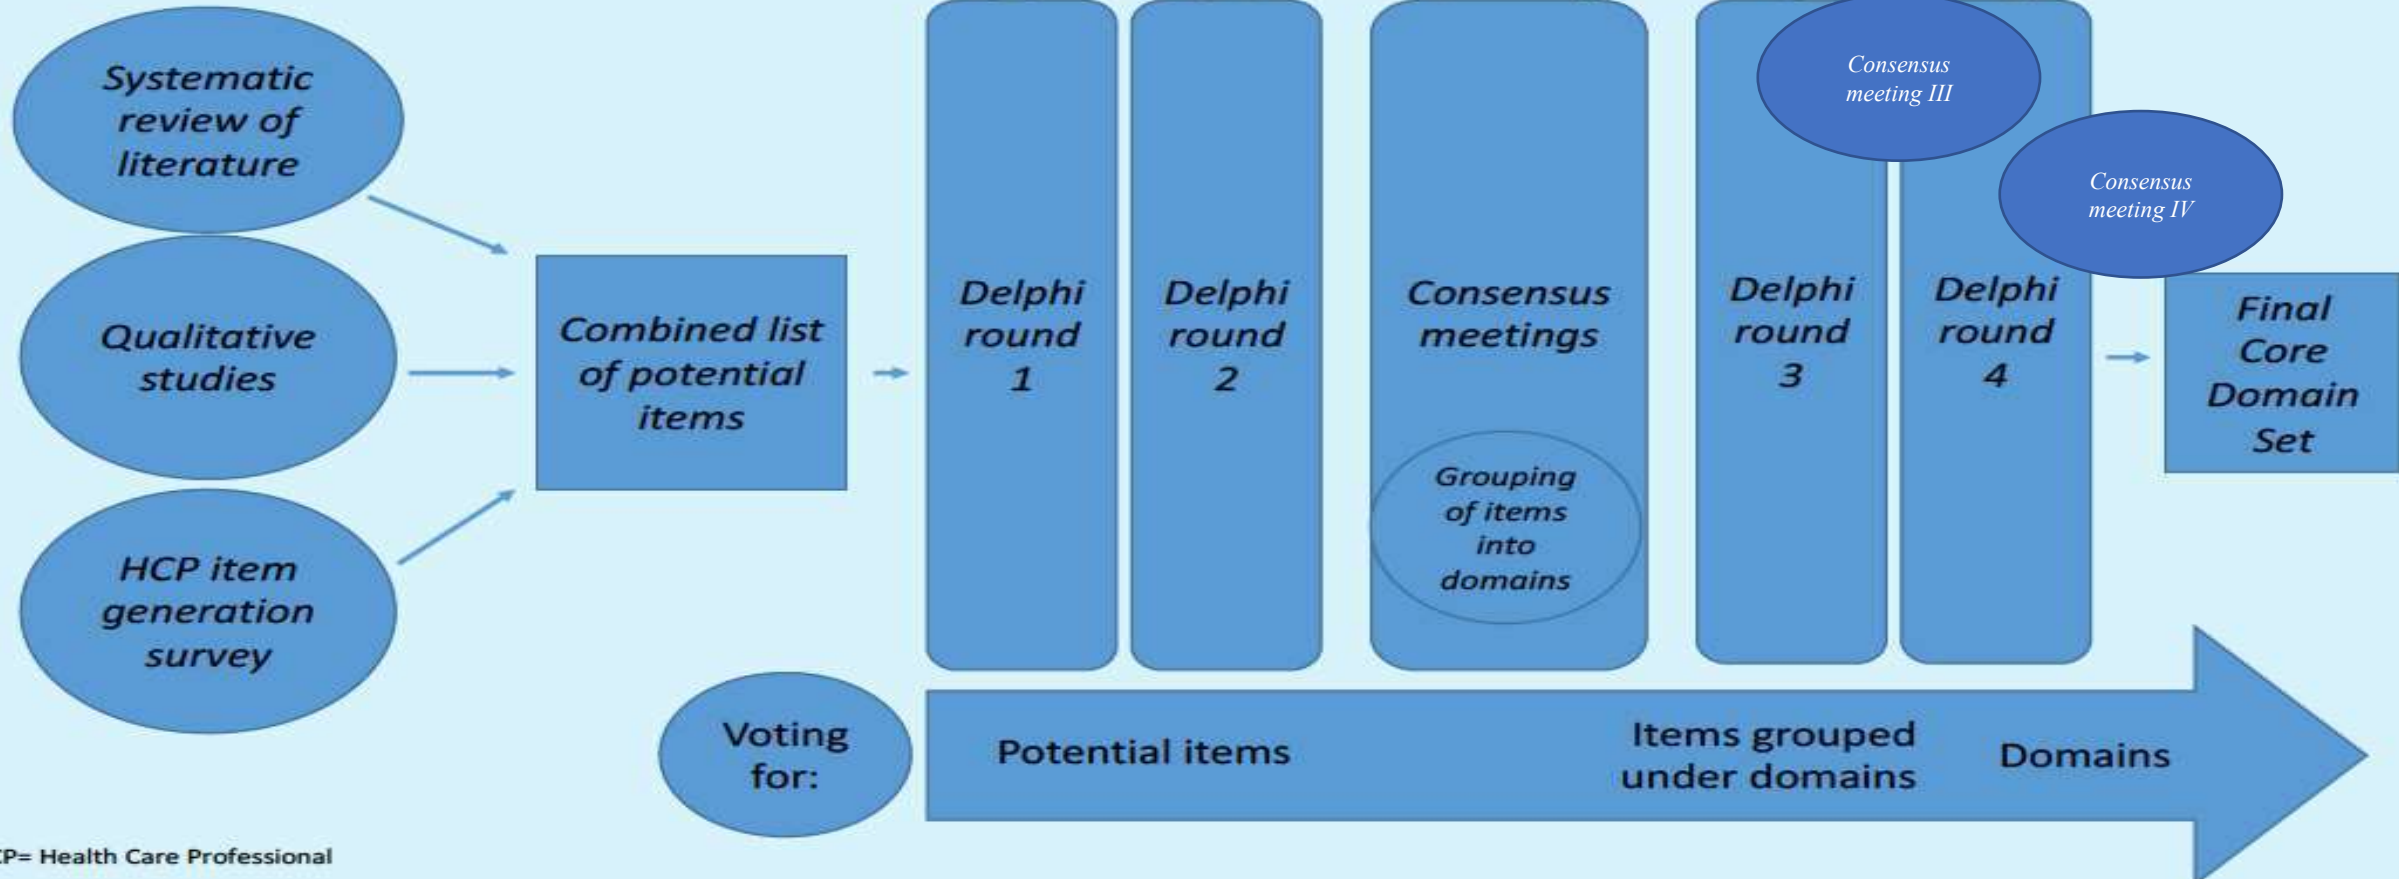 Systematic
review of
literature
Qualitative
studies
HCP item
generation
survey
Combined list
of potential
items
Delphi
round
1
Delphi
round
2
Consensus
meetings
Grouping
of items
into
domains
Delphi
round
3
Delphi
round
4
Consensus
meeting III
Consensus
meeting IV
Final
Core
Domain
Set
Voting
for:
Potential items
Items grouped
under domains
Domains
CP= Health Care Professional